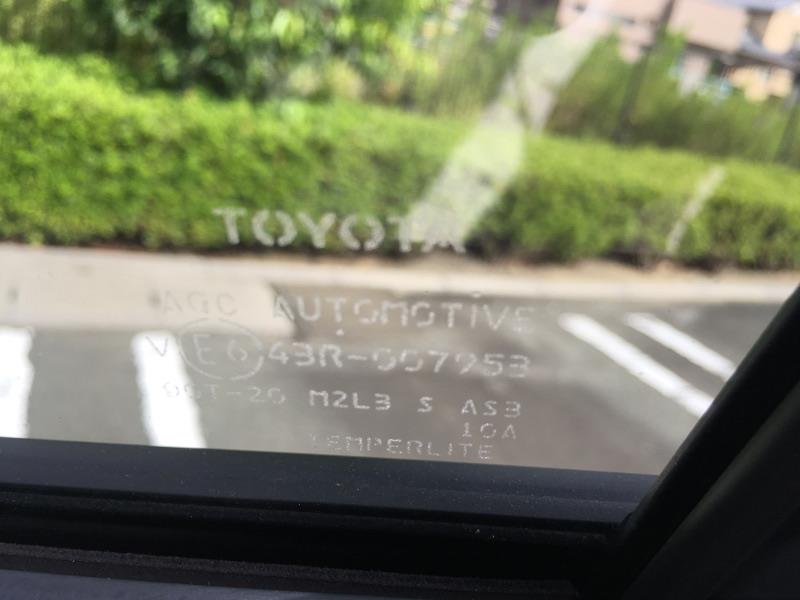 TOYOTA
AGC AUTOMOTIVE
V E6 43R-007953
DOT-20 M2L3 S AS3
10A
TEMPERLITE